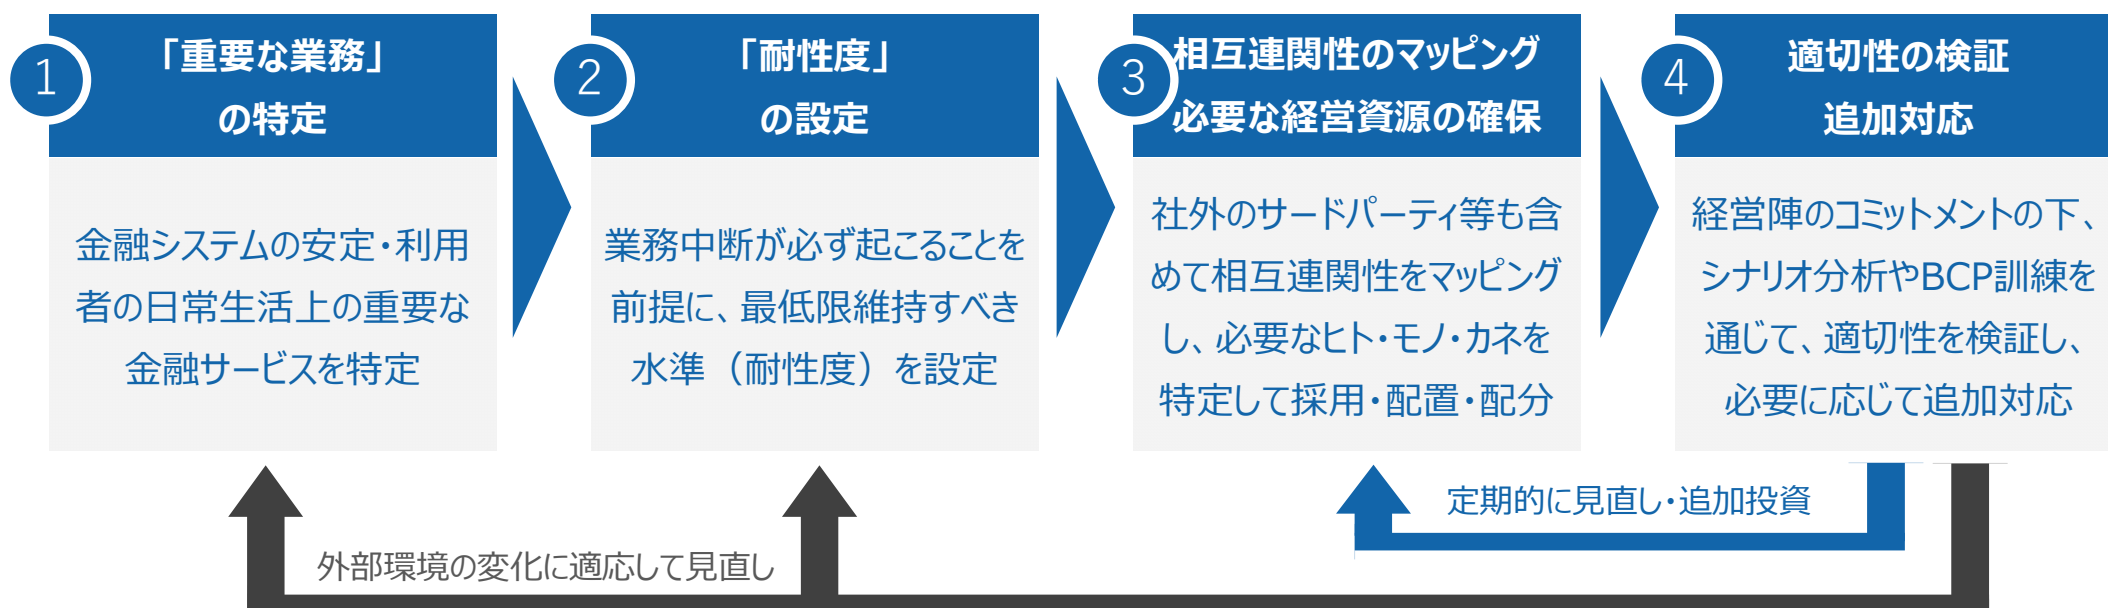 1
「重要な業務」
の特定
金融システムの安定・利用
者の日常生活上の重要な
金融サービスを特定
2
「耐性度」
の設定
業務中断が必ず起こることを
前提に、最低限維持すべき
水準（耐性度）を設定
3
相互連関性のマッピング
必要な経営資源の確保
社外のサードパーティ等も含
めて相互連関性をマッピング
し、必要なヒト・モノ・カネを
特定して採用・配置・配分
4
適切性の検証
追加対応
経営陣のコミットメントの下、
シナリオ分析やBCP訓練を
通じて、適切性を検証し、
必要に応じて追加対応
定期的に見直し・追加投資
外部環境の変化に適応して見直し